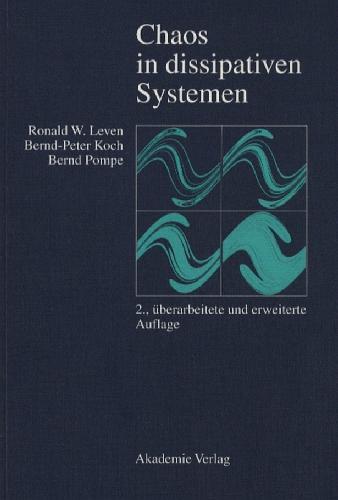 Chaos
in dissipativen
Systemen
Ronald W. Leven
Bernd-Peter Koch
Bernd Pompe
2., überarbeitete und erweiterte
Auflage
Akademie Verlag